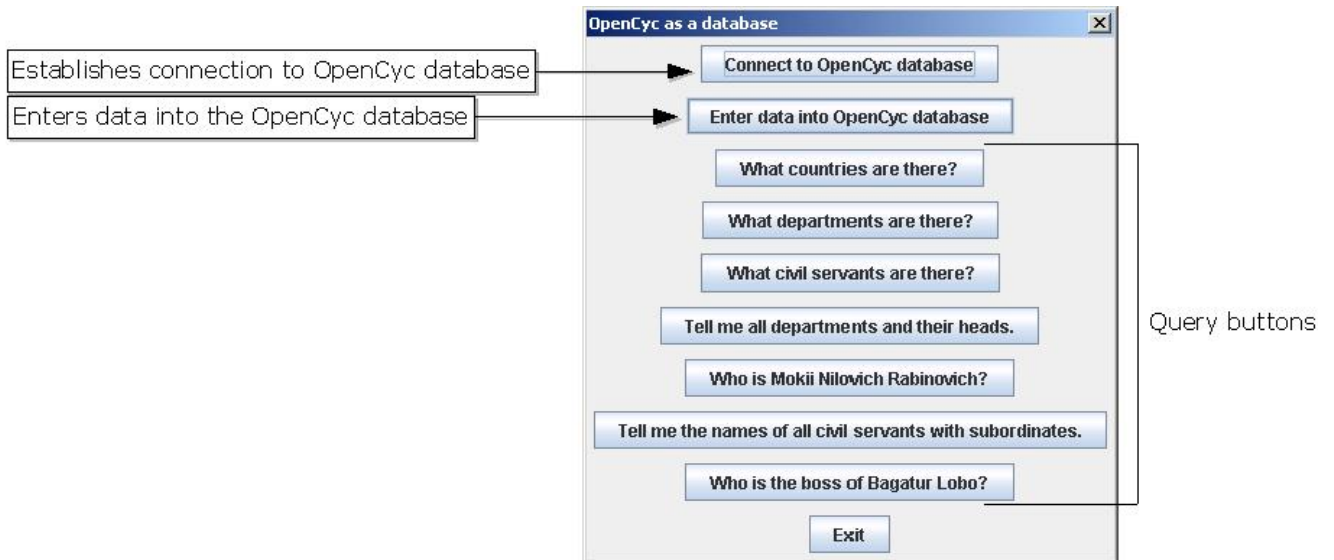 OpenCyc as a database
Establishes connection to OpenCyc database
Connect to OpenCyc database
Enters data into the OpenCyc database
Enter data into OpenCyc database
What countries are there?
What departments are there?
What civil servants are there?
Tell me all departments and their heads.
Query buttons
Who is Mokii Nilovich Rabinovich?
Tell me the names of all civil servants with subordinates.
Who is the boss of Bagatur Lobo?
Exit